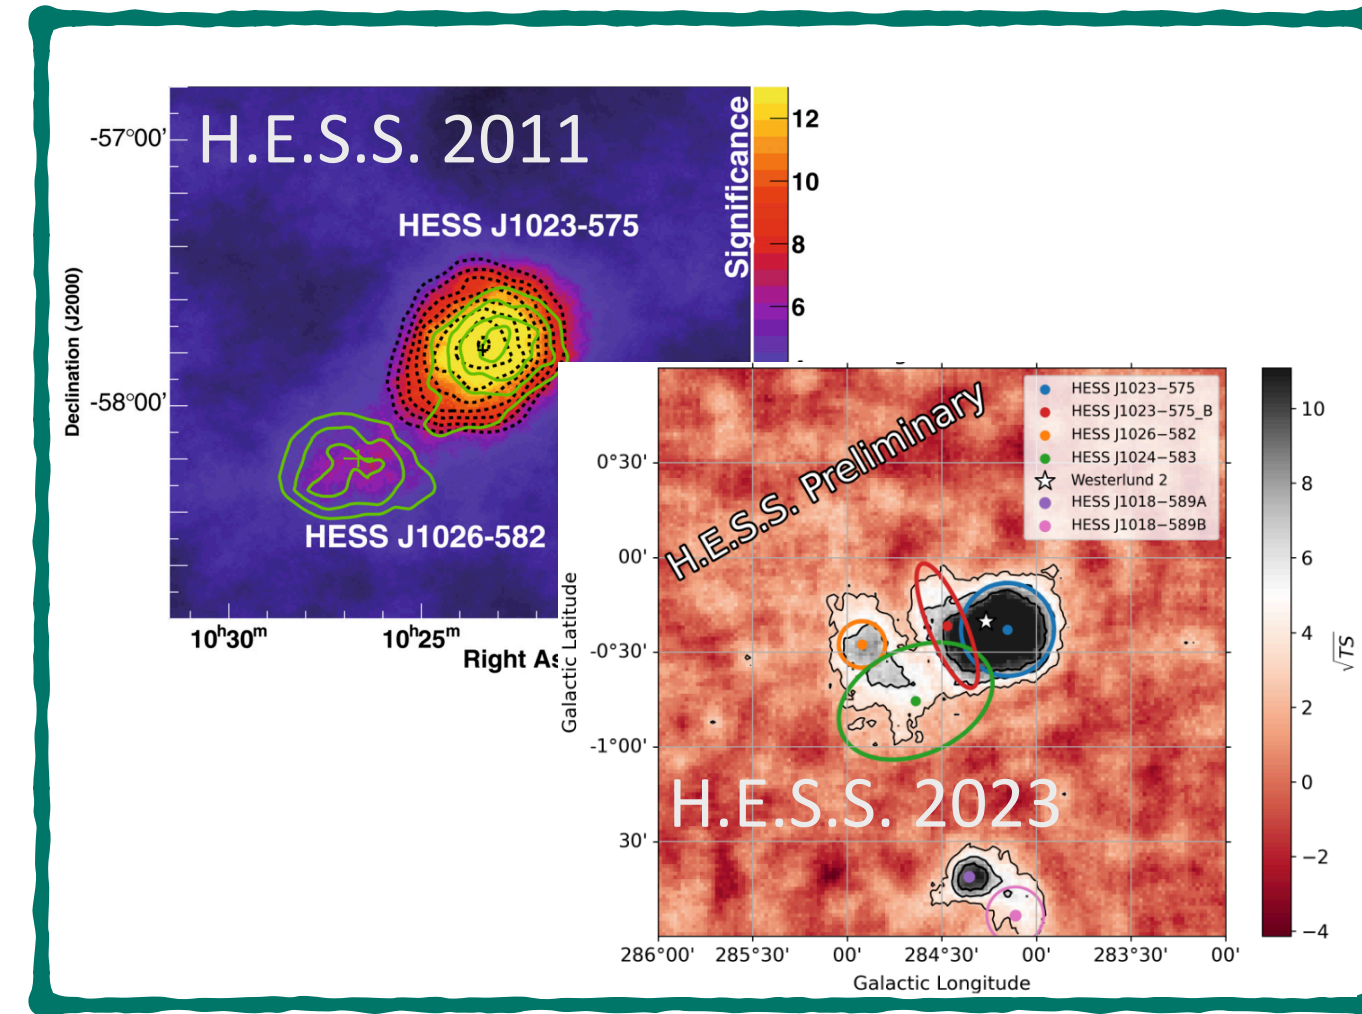 H.E.S.S. 2011
HESS J1023-575
HESS J1026-582
Significance
12
10
8
6
-57°00'
-58°00'
Declination (J2000)
10ʰ30ᵐ
10ʰ25ᵐ
Right As
H.E.S.S. Preliminary
HESS J1023−575
HESS J1023−575_B
HESS J1026−582
HESS J1024−583
Westerlund 2
HESS J1018−589A
HESS J1018−589B
H.E.S.S. 2023
0°30'
00'
-0°30'
-1°00'
30'
Galactic Latitude
286°00' 285°30' 00' 284°30' 00' 283°30' 00'
Galactic Longitude
10
8
6
4
2
0
−2
−4
√TS